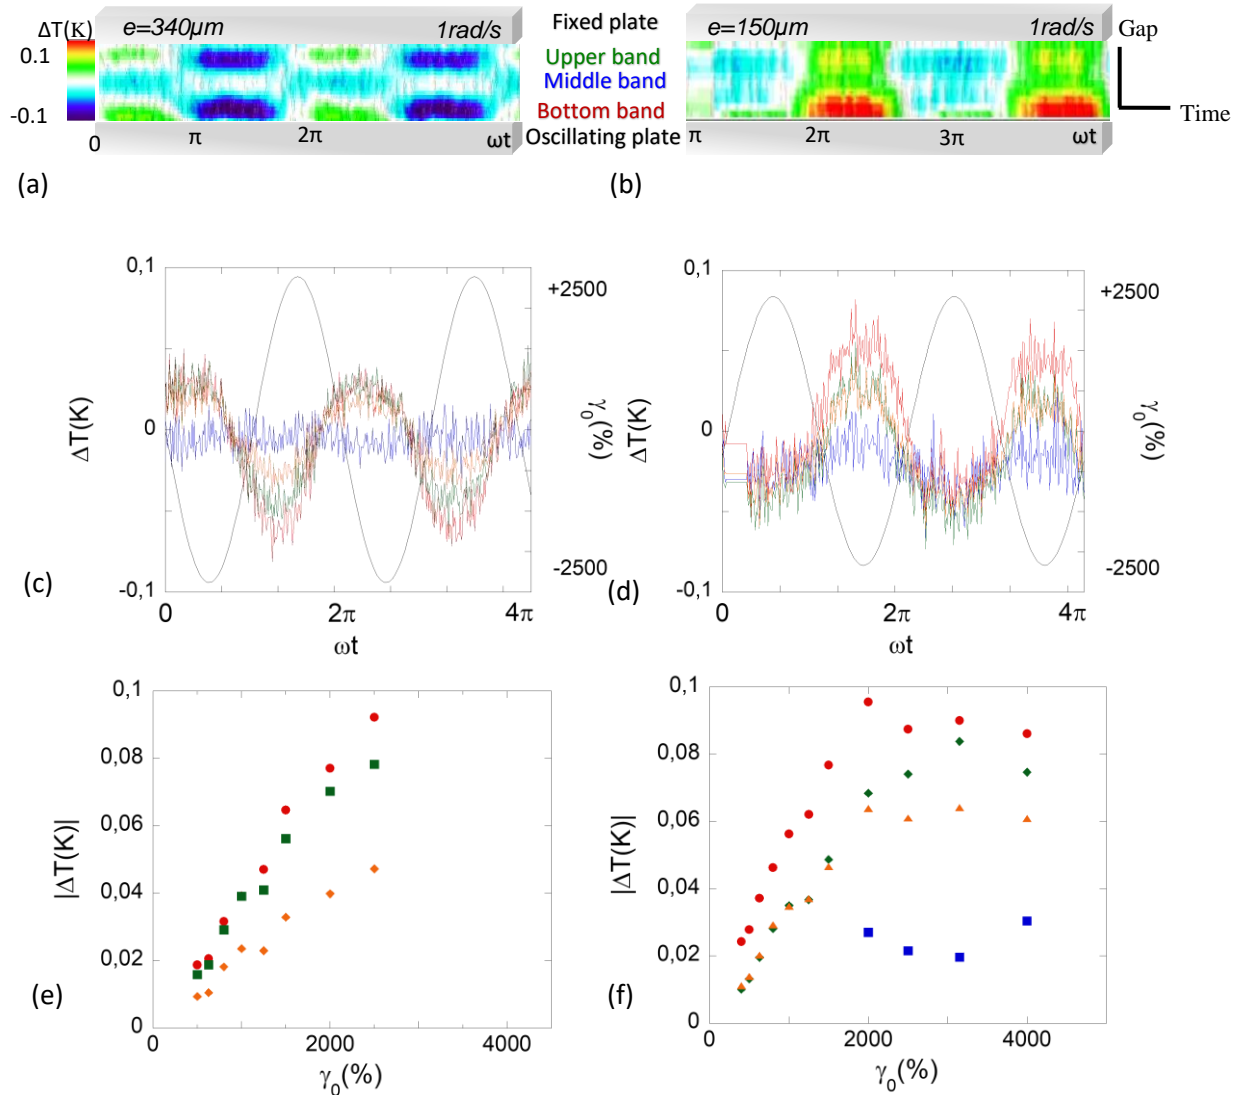 ΔT(K)
0.1
-0.1
e=340µm
1rad/s
0
π
2π
ωt
Fixed plate
Upper band
Middle band
Bottom band
Oscillating plate
e=150µm
1rad/s
π
2π
3π
ωt
Gap
Time
(a)
(b)
0,1
0
-0,1
ΔT(K)
+2500
γ0(%)
-2500
0
2π
4π
ωt
(c)
0,1
0
-0,1
ΔT(K)
+2500
γ0(%)
-2500
0
2π
4π
ωt
(d)
0,1
0,08
0,06
0,04
0,02
0
|ΔT(K)|
0
2000
4000
γ0(%)
(e)
0,1
0,08
0,06
0,04
0,02
0
|ΔT(K)|
0
2000
4000
γ0(%)
(f)